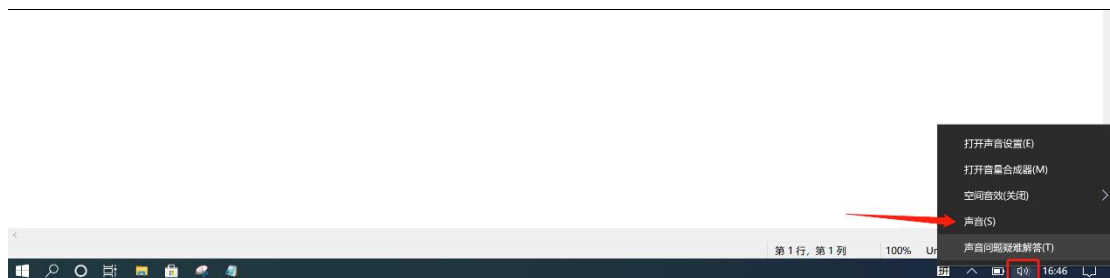 打开声音设置(E)
打开音量合成器(M)
空间音效(关闭)
声音(S)
声音问题疑难解答(T)
第 1 行，第 1 列
100%
拼
16:46